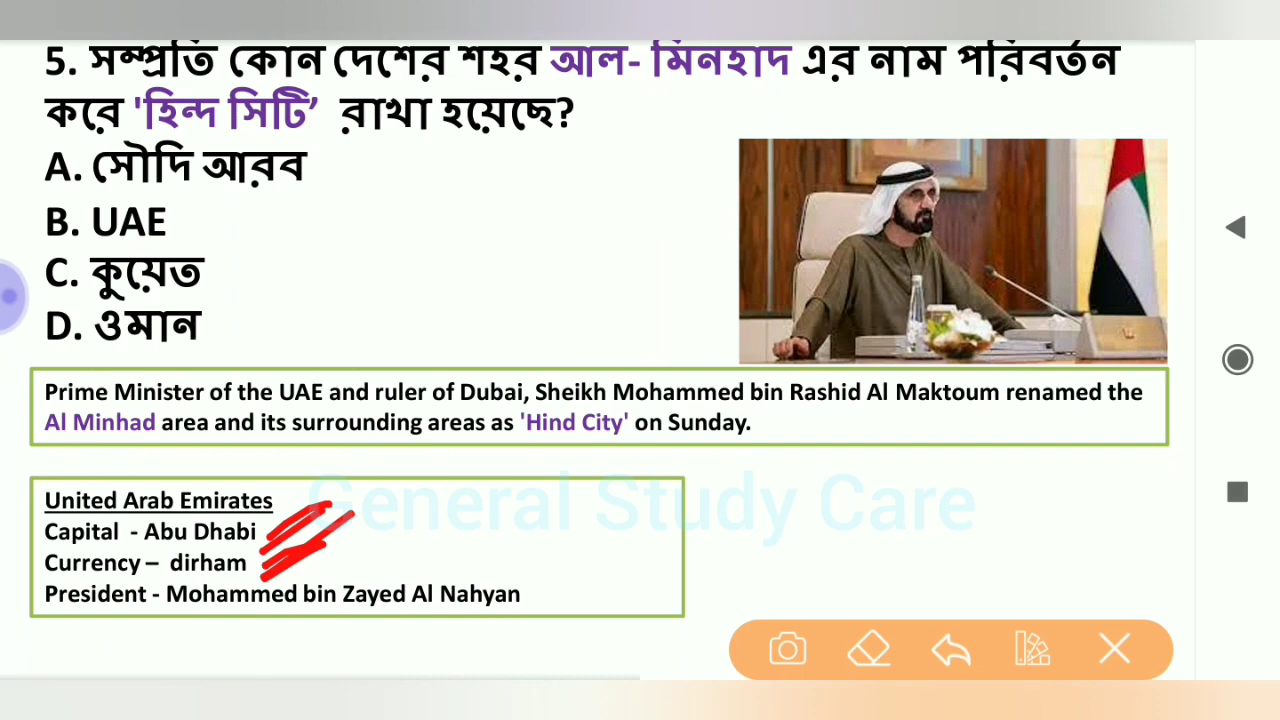 5. সম্প্রতি কোন দেশের শহর আল- মিনহাদ এর নাম পরিবর্তন
করে 'হিন্দ সিটি’ রাখা হয়েছে?
A. সৌদি আরব
B. UAE
C. কুয়েত
D. ওমান
Prime Minister of the UAE and ruler of Dubai, Sheikh Mohammed bin Rashid Al Maktoum renamed the
Al Minhad area and its surrounding areas as 'Hind City' on Sunday.
General Study Care
United Arab Emirates
Capital - Abu Dhabi
Currency – dirham
President - Mohammed bin Zayed Al Nahyan